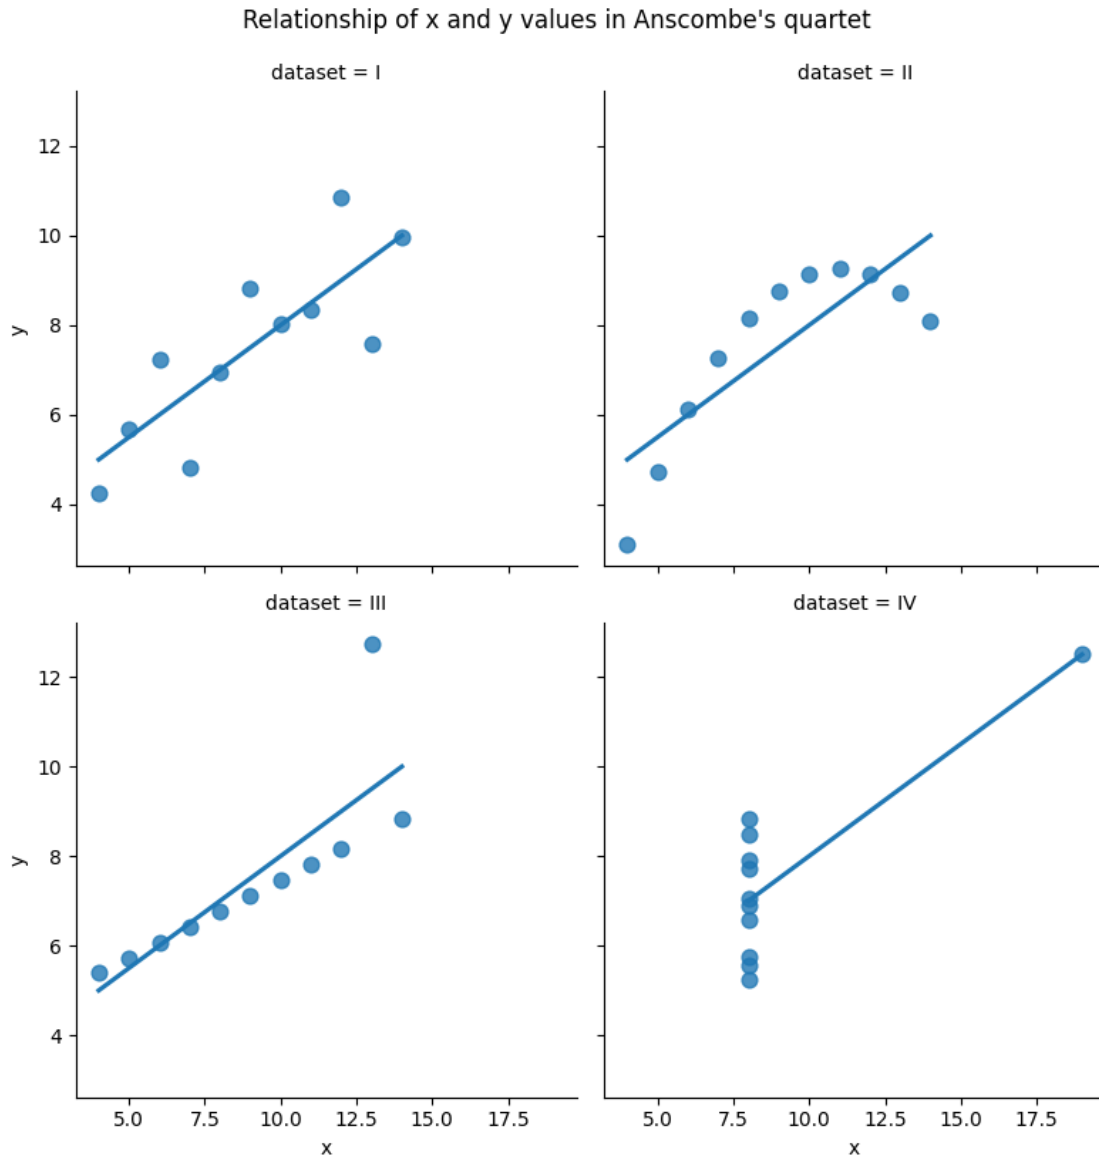 Relationship of x and y values in Anscombe's quartet
dataset = I
dataset = II
12
10
8
6
4
y
dataset = III
dataset = IV
12
10
8
6
4
y
5.0 7.5 10.0 12.5 15.0 17.5
5.0 7.5 10.0 12.5 15.0 17.5
x
x